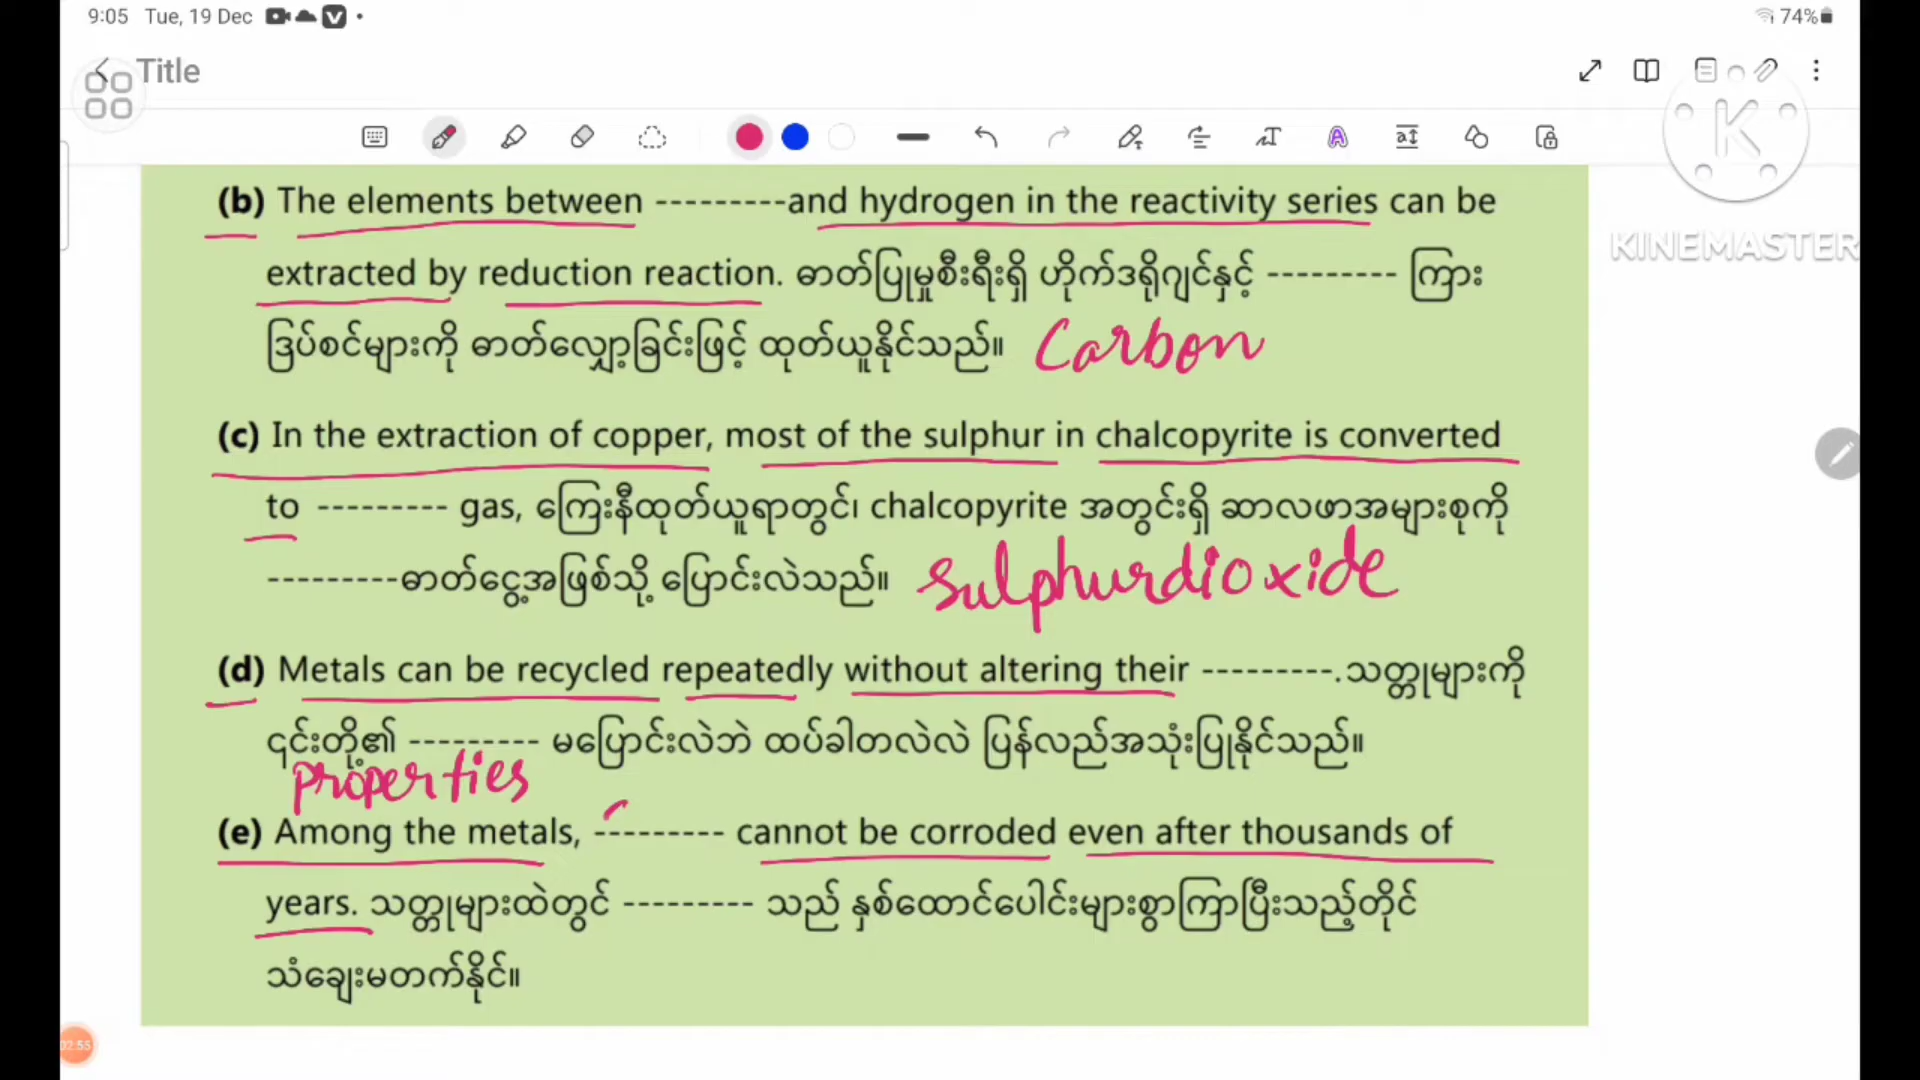 9:05 Tue, 19 Dec
74%
Title
KINEMASTER
(b) The elements between ---------and hydrogen in the reactivity series can be
extracted by reduction reaction. ဓာတ်ပြုမှုစီးရီးရှိ ဟိုက်ဒရိုဂျင်နှင့် --------- ကြား
ဒြပ်စင်များကို ဓာတ်လျှော့ခြင်းဖြင့် ထုတ်ယူနိုင်သည်။ Carbon
(c) In the extraction of copper, most of the sulphur in chalcopyrite is converted
to --------- gas, ကြေးနီထုတ်ယူရာတွင်၊ chalcopyrite အတွင်းရှိ ဆာလဖာအများစုကို
---------ဓာတ်ငွေ့အဖြစ်သို့ ပြောင်းလဲသည်။ Sulphurdioxide
(d) Metals can be recycled repeatedly without altering their ---------.သတ္တုများကို
၎င်းတို့၏ --------- မပြောင်းလဲဘဲ ထပ်ခါတလဲလဲ ပြန်လည်အသုံးပြုနိုင်သည်။
properties
(e) Among the metals, --------- cannot be corroded even after thousands of
years. သတ္တုများထဲတွင် --------- သည် နှစ်ထောင်ပေါင်းများစွာကြာပြီးသည့်တိုင်
သံချေးမတက်နိုင်။
02:55